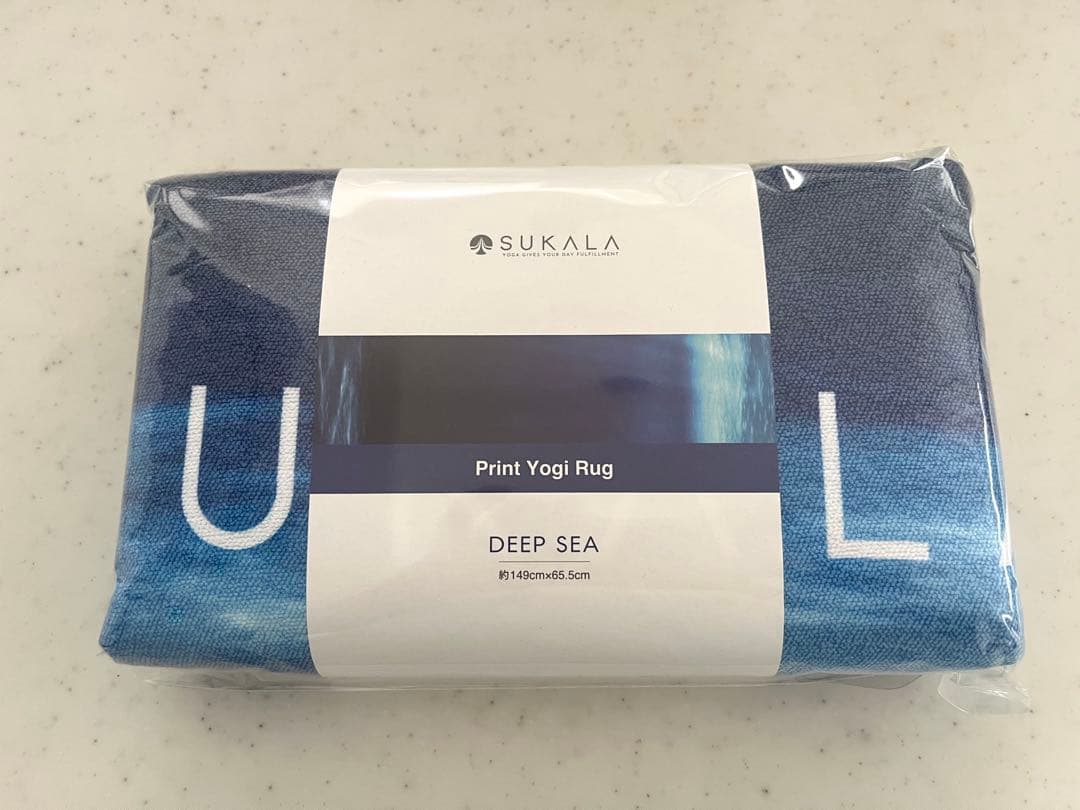 SUKALA
YOGA GIVES YOUR DAY FULFILLMENT
U
L
Print Yogi Rug
DEEP SEA
約149cm×65.5cm